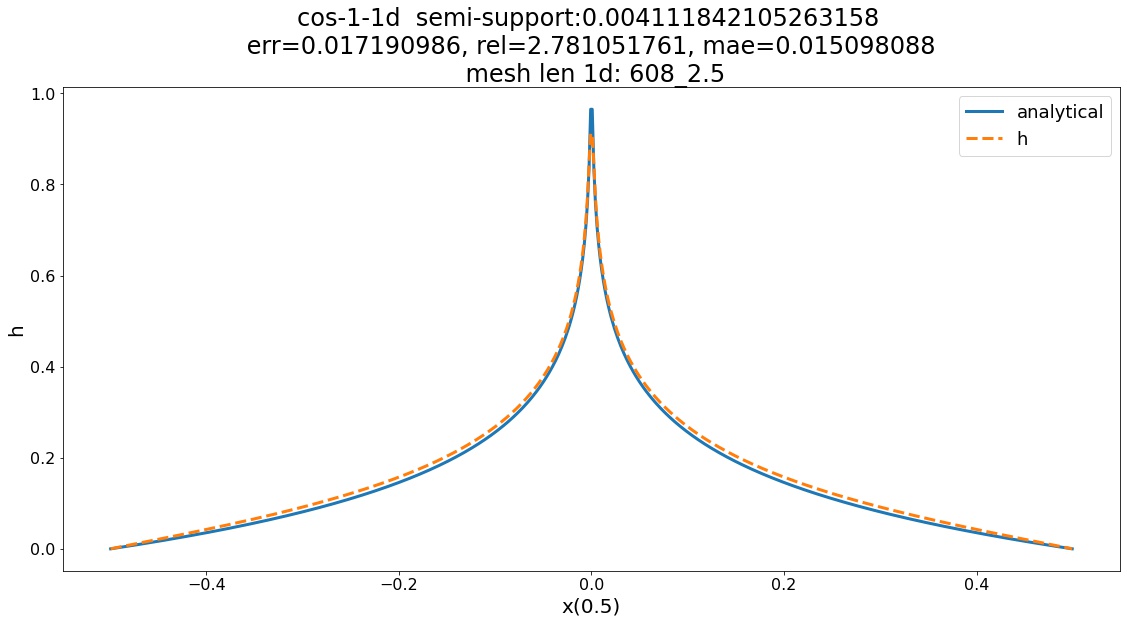 cos-1-1d  semi-support:0.0041118421052631​58
err=0.017190986, rel=2.781051761, mae=0.015098088
mesh len 1d: 608_2.5
analytical
h
1.0
0.8
0.6
0.4
0.2
0.0
h
−0.4
−0.2
0.0
0.2
0.4
x(0.5)